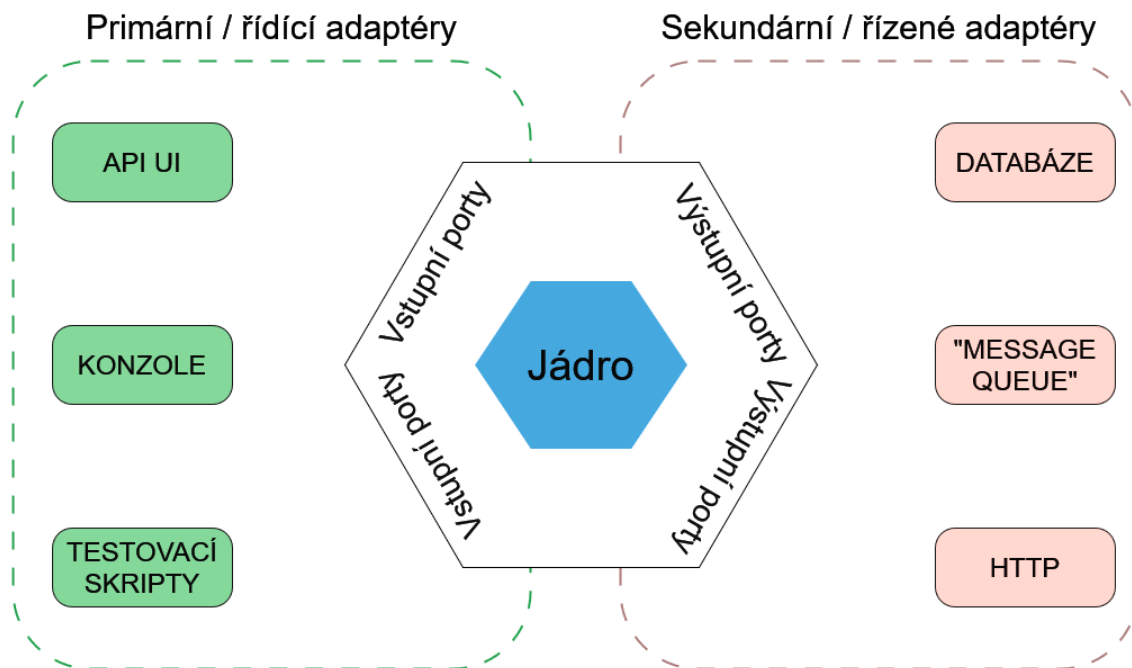 Primární / řídící adaptéry
Sekundární / řízené adaptéry
API UI
KONZOLE
TESTOVACÍ
SKRIPTY
Vstupní porty
Vstupní porty
Jádro
Výstupní porty
Výstupní porty
DATABÁZE
"MESSAGE
QUEUE"
HTTP